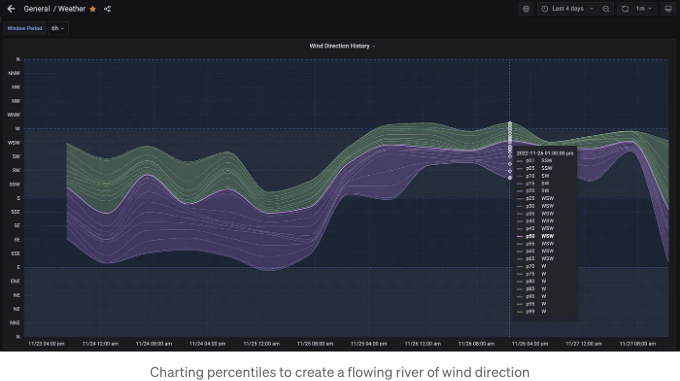 General / Weather
Last 4 days
1m
Window Period 6h
Wind Direction History
N
NNW
NW
WNW
W
WSW
SW
SW
SSW
S
SSE
SE
SE
ESE
E
ENE
NE
NE
NNE
N
2022-11-26 01:00:00 pm
p01 SSW
p05 SSW
p10 SW
p15 SW
p20 SW
p25 WSW
p30 WSW
p35 WSW
p40 WSW
p45 WSW
p50 WSW
p55 WSW
p60 WSW
p65 WSW
p70 W
p75 W
p80 W
p85 W
p90 W
p95 W
p99 W
11/23 04:00 pm 11/24 12:00 am 11/24 08:00 am 11/24 04:00 pm 11/25 12:00 am 11/25 08:00 am 11/25 04:00 pm 11/26 12:00 am 11/26 08:00 am 11/26 04:00 pm 11/27 12:00 am 11/27 08:00 am
Charting percentiles to create a flowing river of wind direction